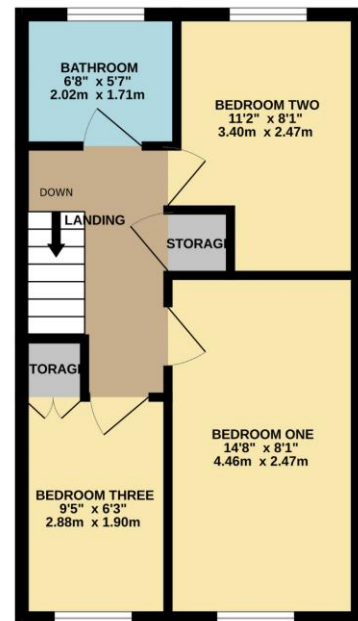 BATHROOM
6'8" x 5'7"
2.02m x 1.71m
BEDROOM TWO
11'2" x 8'1"
3.40m x 2.47m
DOWN
LANDING
STORAGE
TORAG
BEDROOM ONE
14'8" x 8'1"
4.46m x 2.47m
BEDROOM THREE
9'5" x 6'3"
2.88m x 1.90m